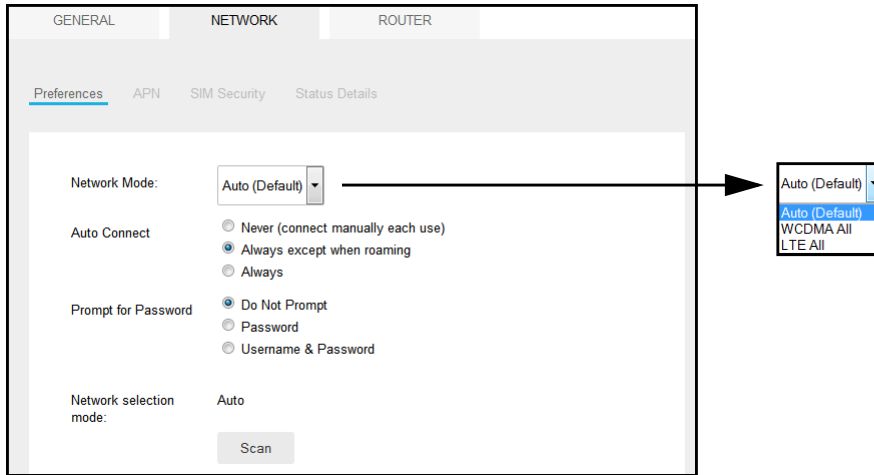 GENERAL NETWORK ROUTER
Preferences APN SIM Security Status Details
Network Mode: Auto (Default)
Auto Connect
Never (connect manually each use)
Always except when roaming
Always
Prompt for Password
Do Not Prompt
Password
Username & Password
Network selection
mode:
Auto
Scan
Auto (Default)
Auto (Default)
WCDMA All
LTE All